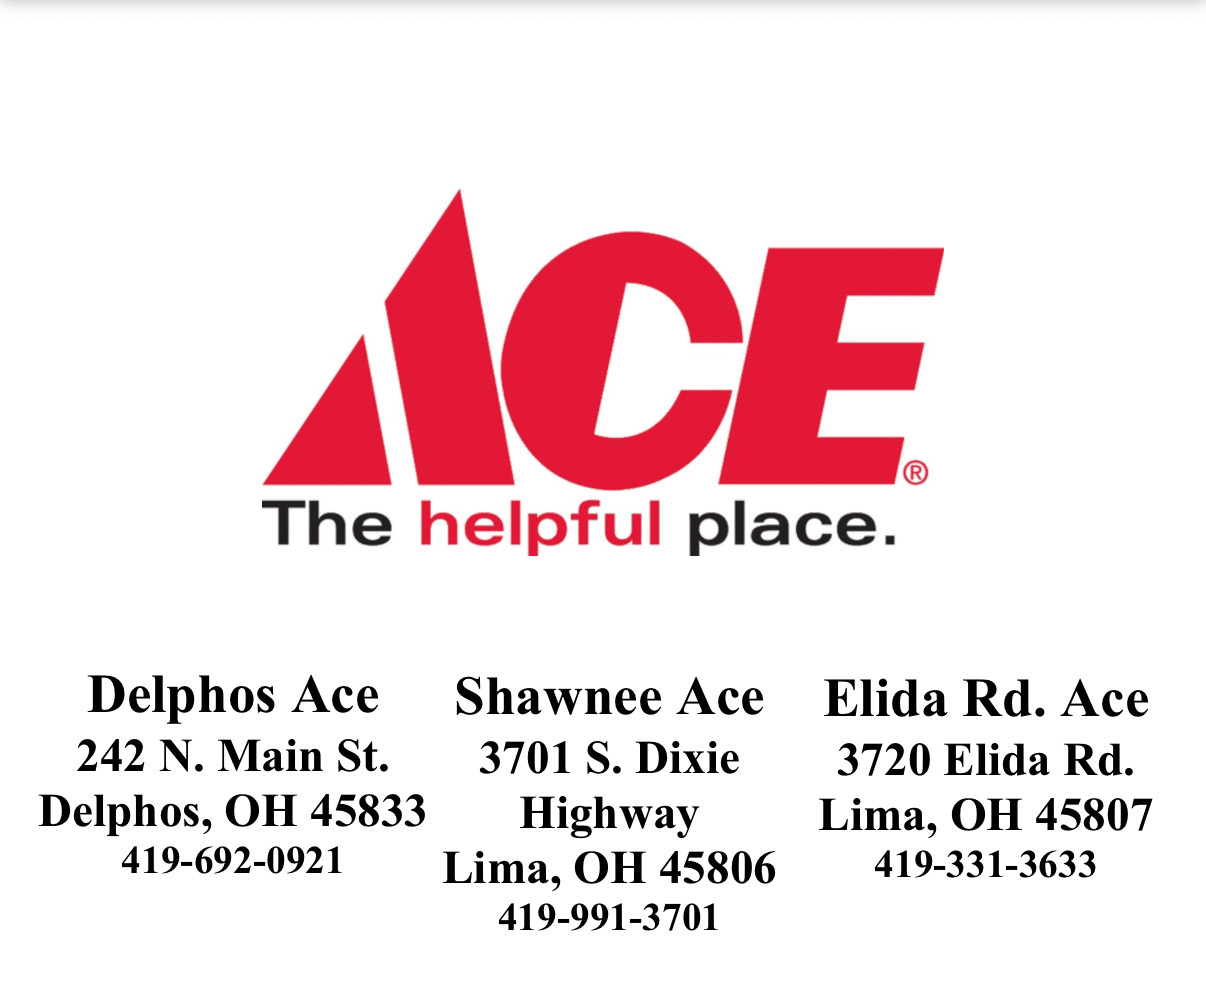 ACE®
The helpful place.
Delphos Ace
242 N. Main St.
Delphos, OH 45833
419-692-0921
Shawnee Ace
3701 S. Dixie
Highway
Lima, OH 45806
419-991-3701
Elida Rd. Ace
3720 Elida Rd.
Lima, OH 45807
419-331-3633